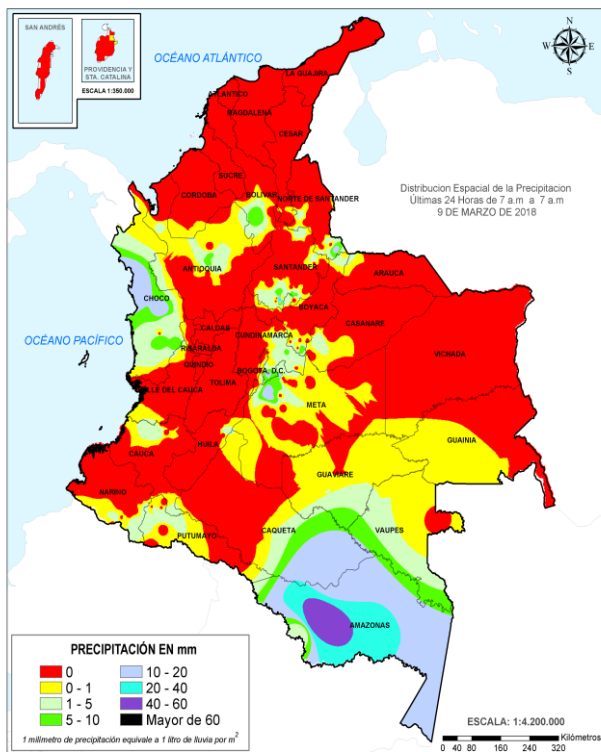 SAN ANDRÉS
PROVIDENCIA Y
STA. CATALINA
ESCALA 1:350.000
OCÉANO ATLÁNTICO
N
W E
S
LA GUAJIRA
ATLANTICO
MAGDALENA
CESAR
SUCRE
CORDOBA
BOLIVAR
NORTE DE SANTANDER
Distribucion Espacial de la Precipitacion
Últimas 24 Horas de 7 a.m a 7 a.m
9 DE MARZO DE 2018
ANTIOQUIA
SANTANDER
ARAUCA
CHOCO
BOYACA
OCÉANO PACÍFICO
CALDAS
CUNDINAMARCA
CASANARE
RISARALDA
VICHADA
QUINDIO
BOGOTA, D.C.
VALLE DEL CAUCA
TOLIMA
META
CAUCA
HUILA
GUAINIA
GUAVIARE
NARIÑO
PUTUMAYO
CAQUETA
VAUPES
AMAZONAS
PRECIPITACIÓN EN mm
0 10 - 20
0 - 1 20 - 40
1 - 5 40 - 60
5 - 10 Mayor de 60
1 milimetro de precipitación equivale a 1 litro de lluvia por m2
ESCALA: 1:4.200.000
Kilómetros
0 40 80 160 240 320